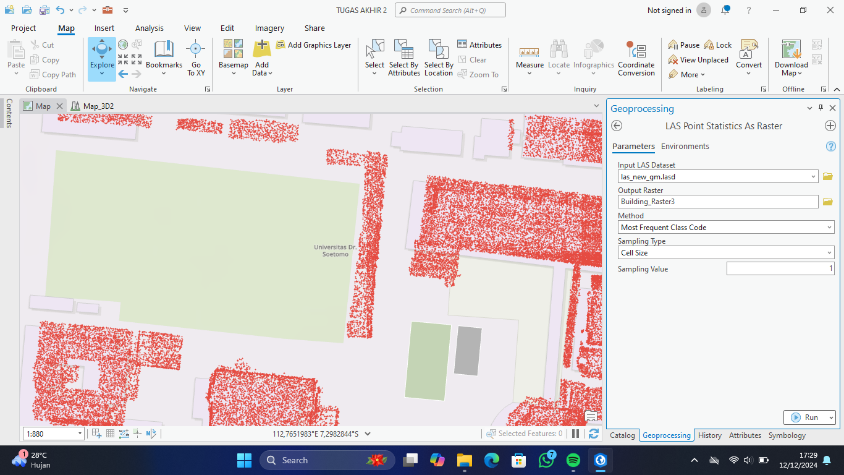 TUGAS AKHIR 2
Command Search (Alt+Q)
Not signed in
?
Project
Map
Insert
Analysis
View
Edit
Imagery
Share
Paste
Cut
Copy
Copy Path
Clipboard
Explore
Bookmarks
Go To XY
Navigate
Basemap
Add Data
Add Graphics Layer
Layer
Select
Select By Attributes
Select By Location
Attributes
Clear
Zoom To
Selection
Measure
Locate
Infographics
Coordinate Conversion
Inquiry
Pause
Lock
View Unplaced
More
Convert
Labeling
Download Map
Offline
Contents
Map
Map_3D2
Universitas Dr. Soetomo
1:880
112,7651983°E 7,2982844°S
Selected Features: 0
Geoprocessing
LAS Point Statistics As Raster
Parameters
Environments
?
Input LAS Dataset
las_new_qm.lasd
Output Raster
Building_Raster3
Method
Most Frequent Class Code
Sampling Type
Cell Size
Sampling Value
1
Run
Catalog
Geoprocessing
History
Attributes
Symbology
1
28°C
Hujan
Search
7
17:29
12/12/2024